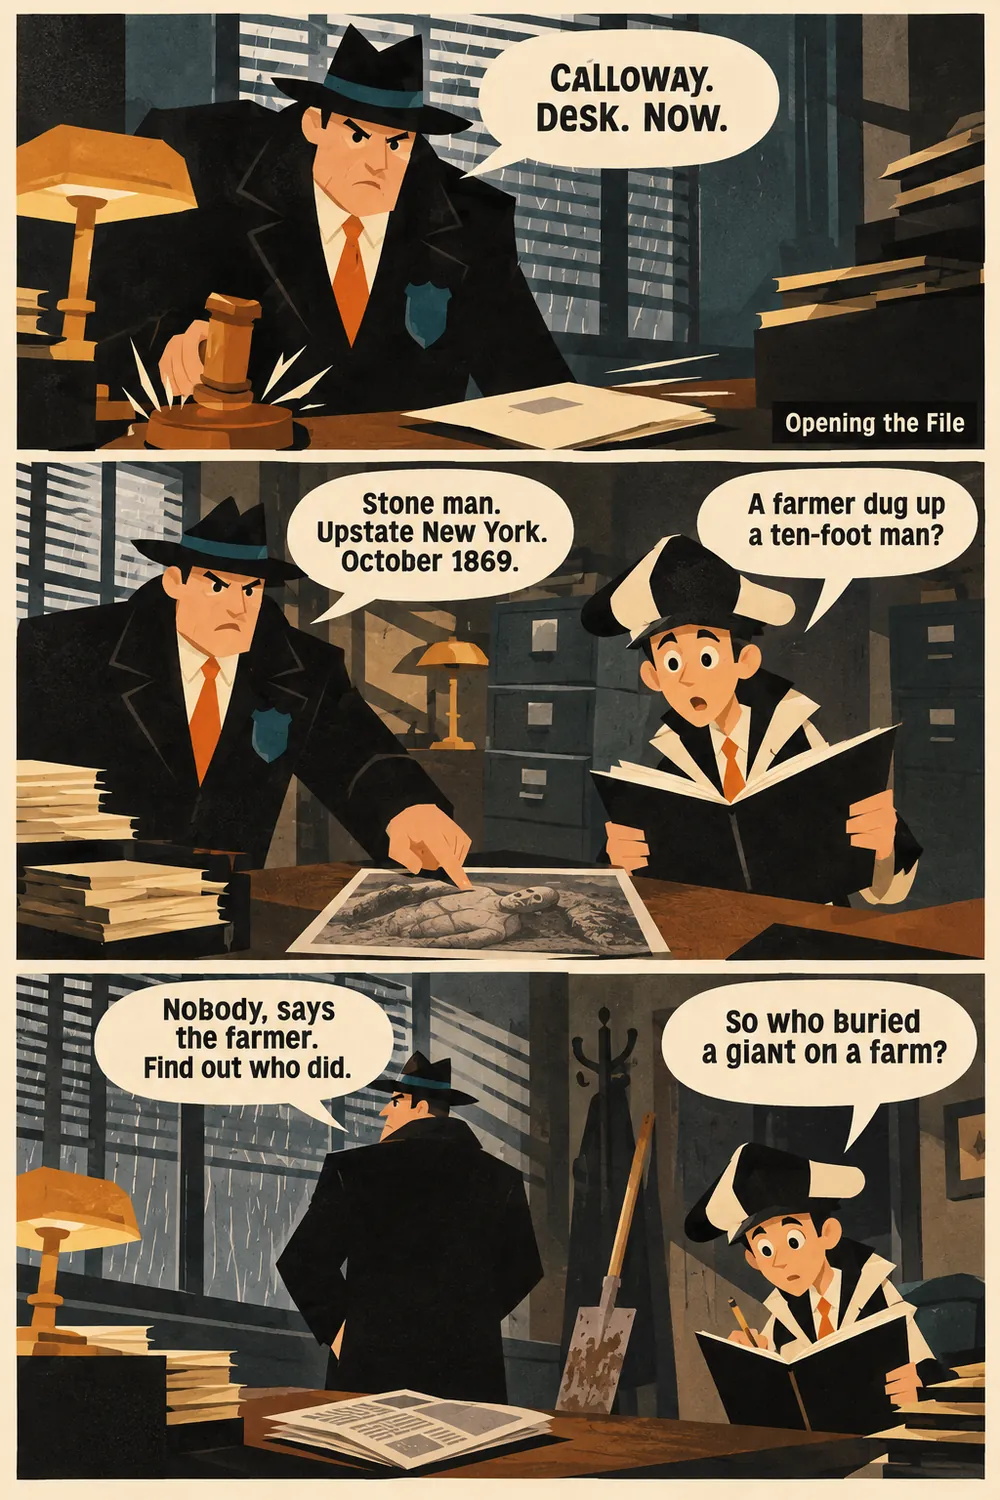 CALLOWAY.
Desk. Now.
Opening the File
Stone man.
Upstate New York.
October 1869.
A farmer dug up
a ten-foot man?
Nobody, says
the farmer.
Find out who did.
So who buried
a giant on a farm?